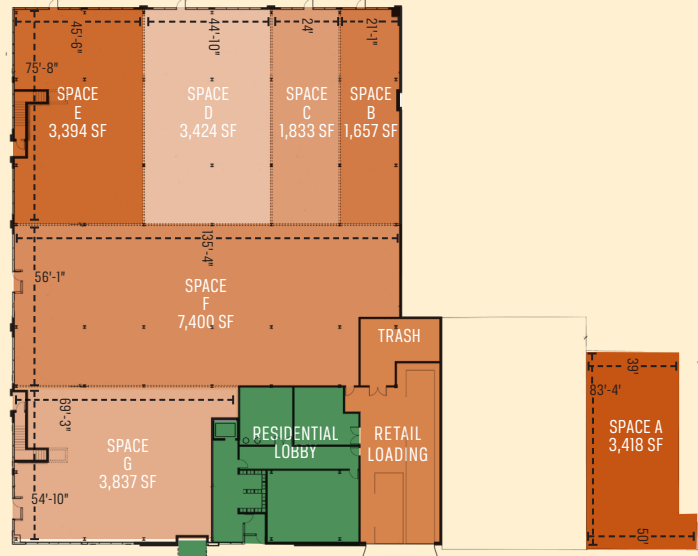 45'-6"
44'-10"
24'
21'-1"
75'-8"
SPACE
E
3,394 SF
SPACE
D
3,424 SF
SPACE
C
1,833 SF
SPACE
B
1,657 SF
135'-4"
56'-1"
SPACE
F
7,400 SF
TRASH
39'
83'-4'
69'-3"
SPACE
G
3,837 SF
RESIDENTIAL
LOBBY
RETAIL
LOADING
SPACE A
3,418 SF
54'-10"
50'